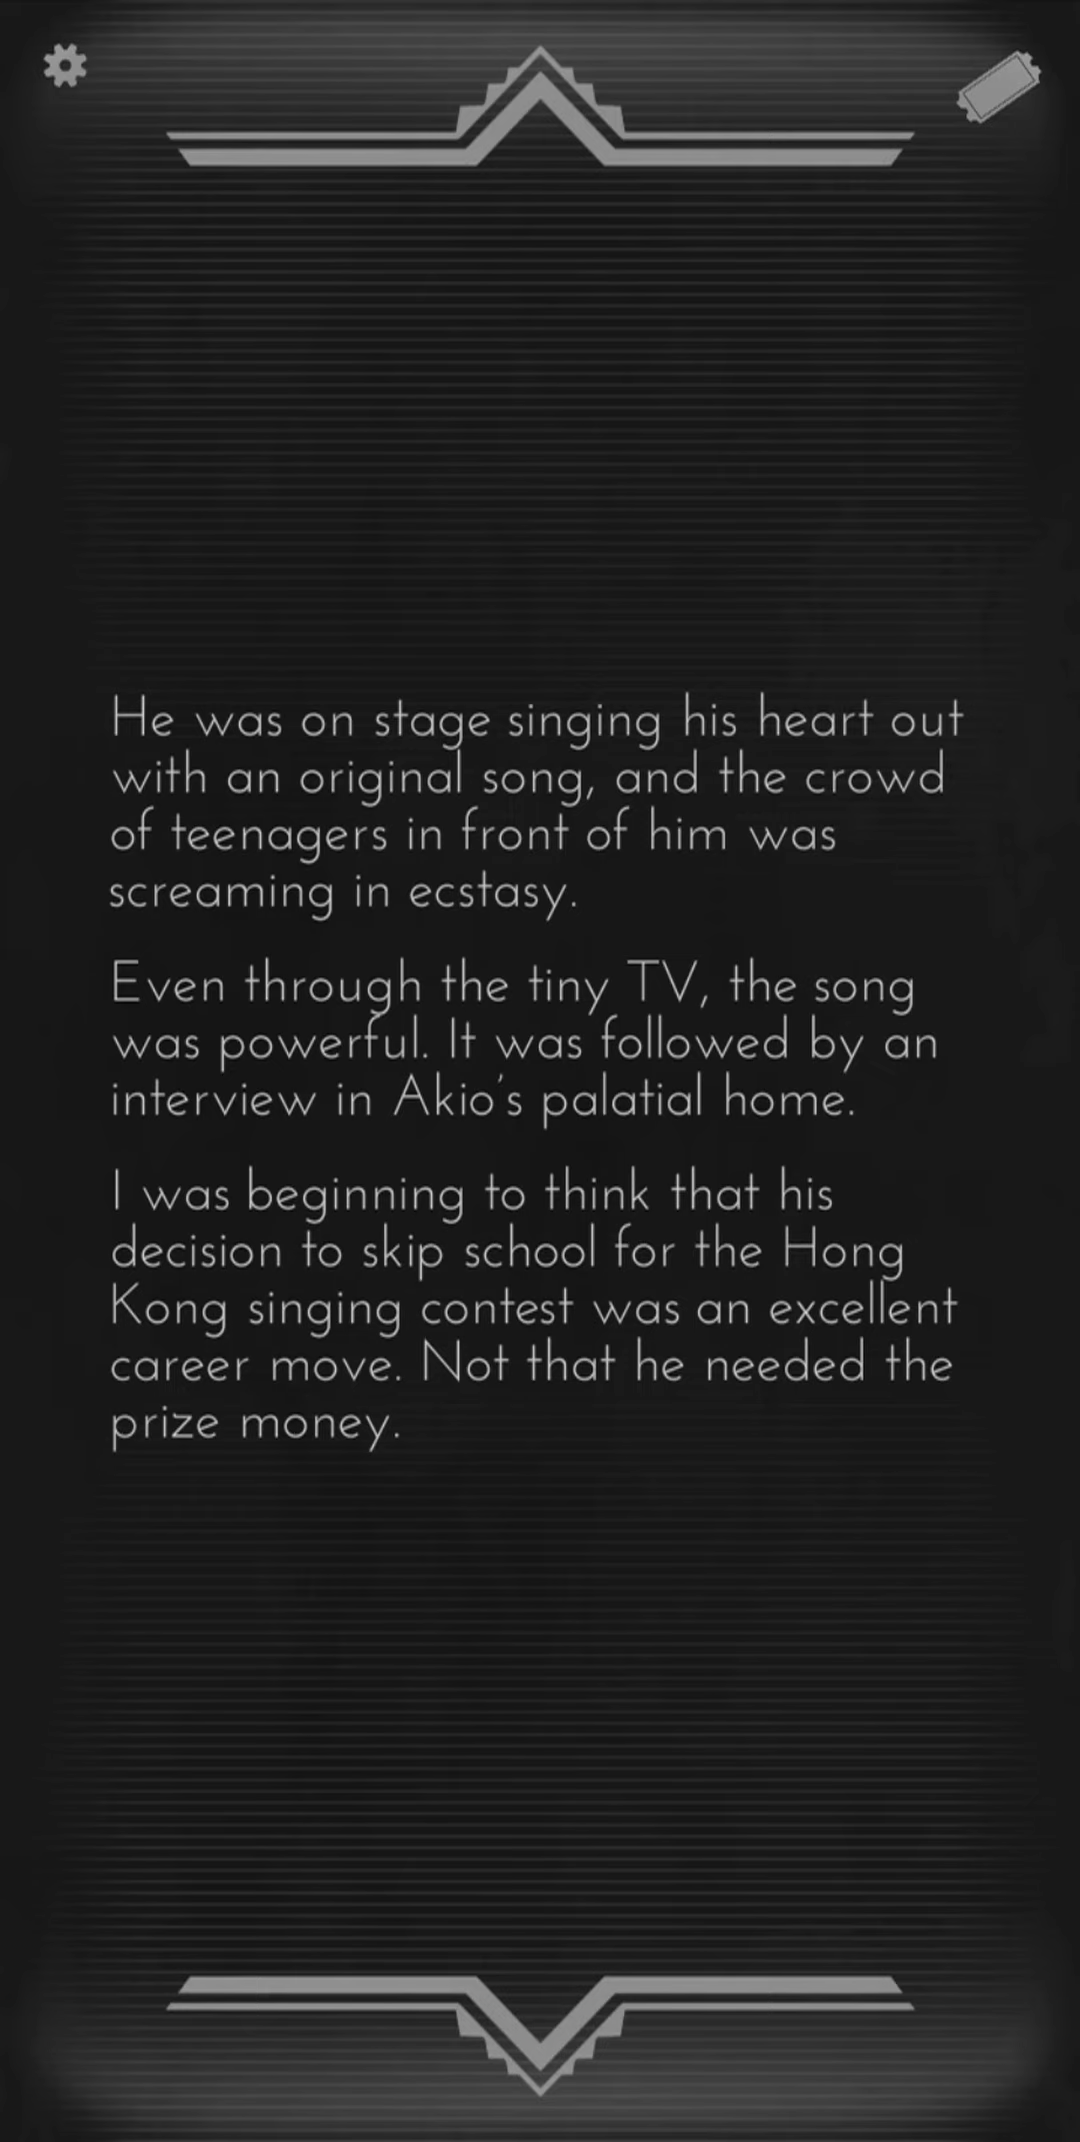 He was on stage singing his heart out
with an original song, and the crowd
of teenagers in front of him was
screaming in ecstasy.
Even through the tiny TV, the song
was powerful. It was followed by an
interview in Akio's palatial home.
I was beginning to think that his
decision to skip school for the Hong
Kong singing contest was an excellent
career move. Not that he needed the
prize money.